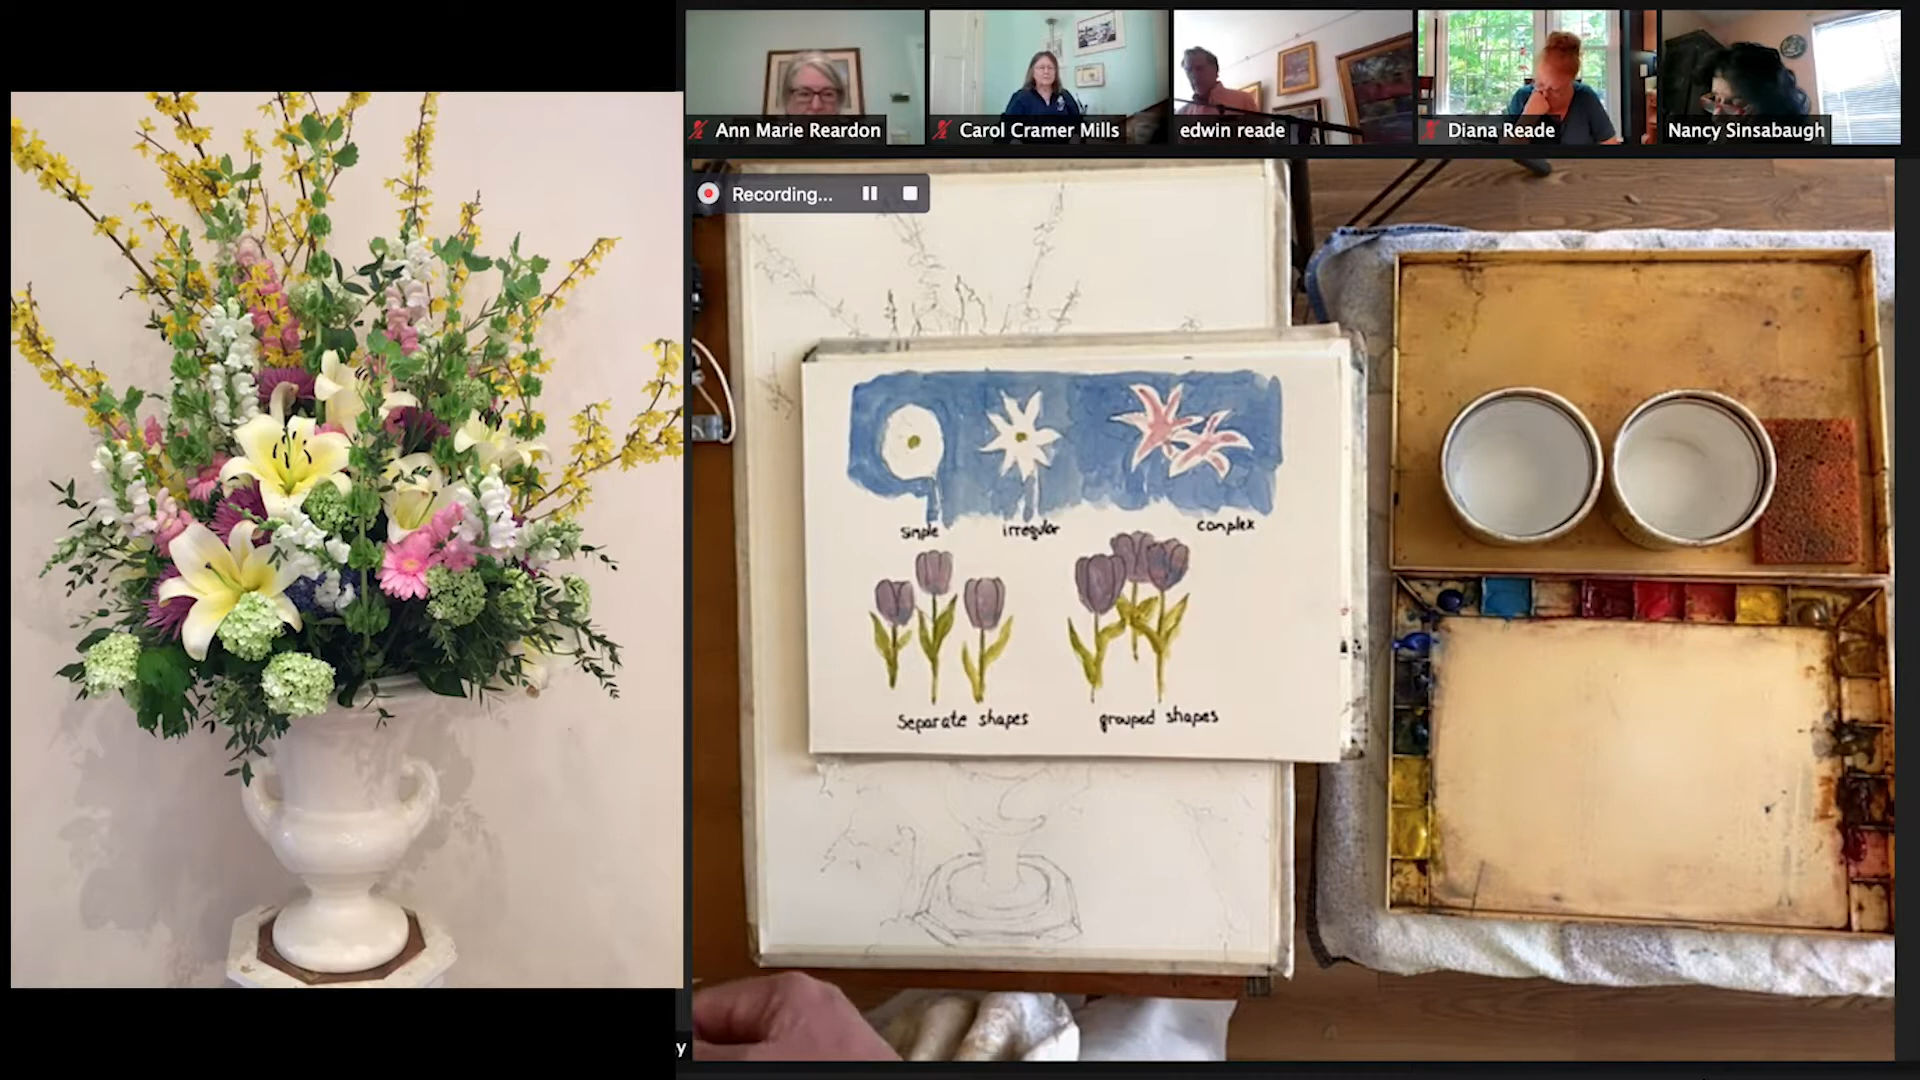 Ann Marie Reardon
Carol Cramer Mills
edwin reade
Diana Reade
Nancy Sinsabaugh
Recording...
simple
irregular
complex
Separate shapes
grouped shapes
y